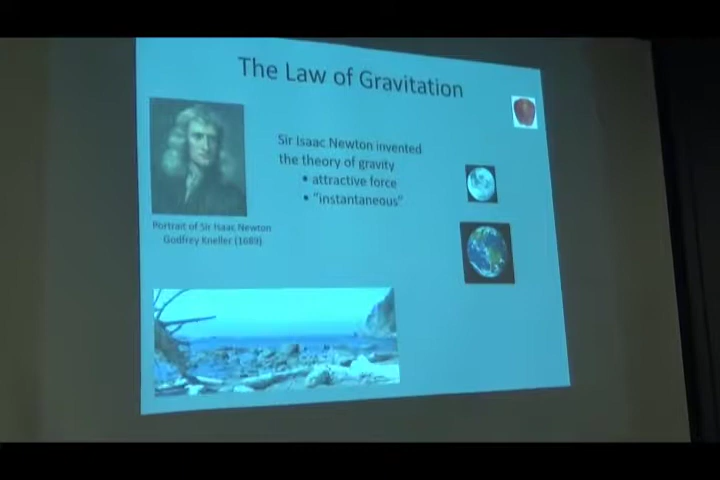 The Law of Gravitation
Sir Isaac Newton invented
the theory of gravity
• attractive force
• "instantaneous"
Portrait of Sir Isaac Newton
Godfrey Kneller (1689)